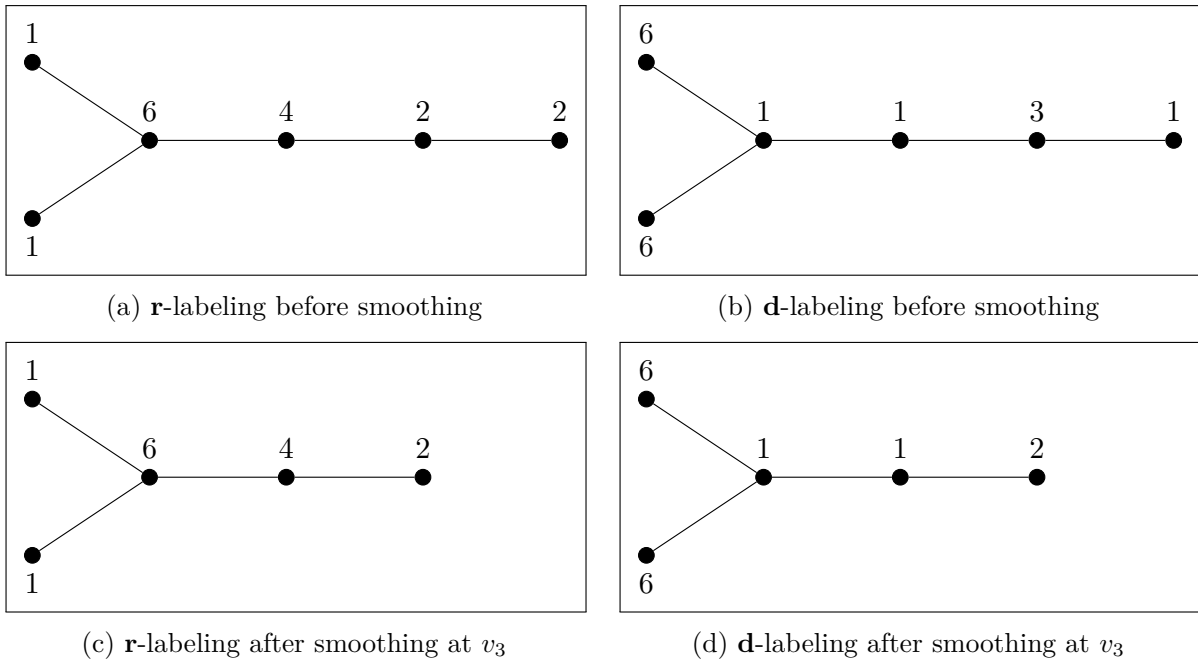 1
6 4 2 2
1
(a) r-labeling before smoothing
6
1 1 3 1
6
(b) d-labeling before smoothing
1
6 4 2
1
(c) r-labeling after smoothing at v₃
6
1 1 2
6
(d) d-labeling after smoothing at v₃